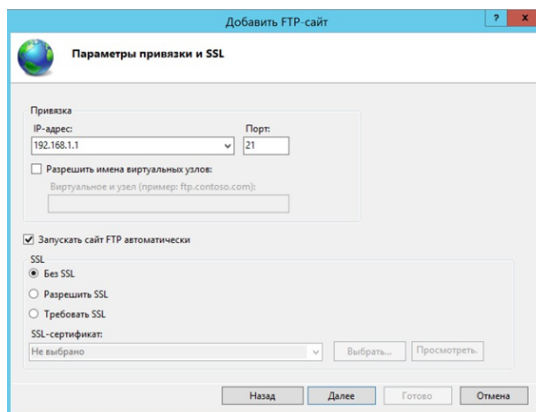 Добавить FTP-сайт
? x
Параметры привязки и SSL
Привязка
IP-адрес: Порт:
192.168.1.1 21
Разрешить имена виртуальных узлов:
Виртуальное и узел (пример: ftp.contoso.com):
Запускать сайт FTP автоматически
SSL
Без SSL
Разрешить SSL
Требовать SSL
SSL-сертификат:
Не выбрано Выбрать... Просмотреть.
Назад Далее Готово Отмена